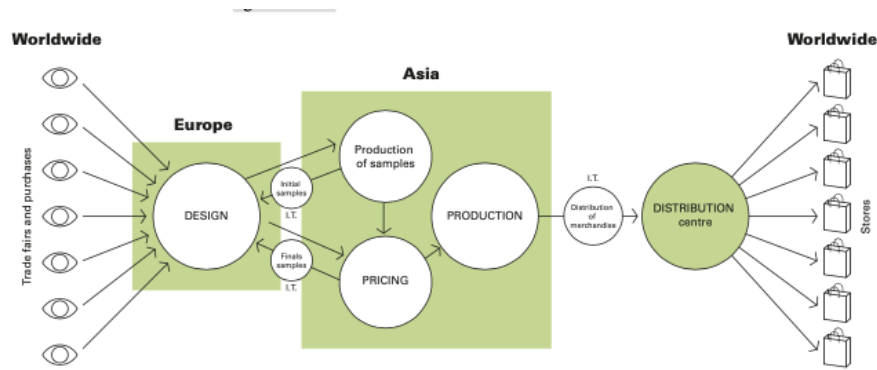 Worldwide
Worldwide
Asia
Europe
Trade fairs and purchases
DESIGN
Initial
samples
I.T.
Finals
samples
I.T.
Production
of samples
PRICING
PRODUCTION
I.T.
Distribution
of
merchandise
DISTRIBUTION
centre
Stores